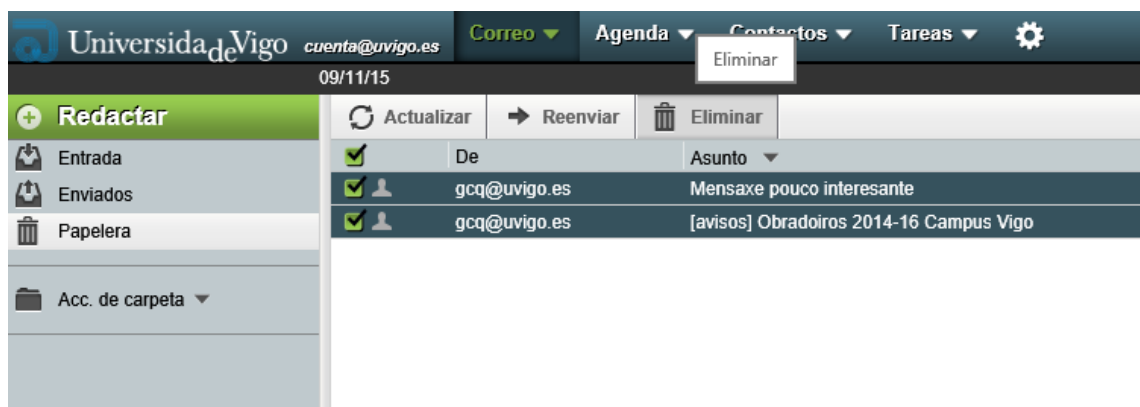 UniversidadeVigo cuenta@uvigo.es Correo Agenda Contactos Tareas
Eliminar
09/11/15
Redactar Actualizar Reenviar Eliminar
Entrada De Asunto
Enviados gcq@uvigo.es Mensaxe pouco interesante
Papelera gcq@uvigo.es [avisos] Obradoiros 2014-16 Campus Vigo
Acc. de carpeta